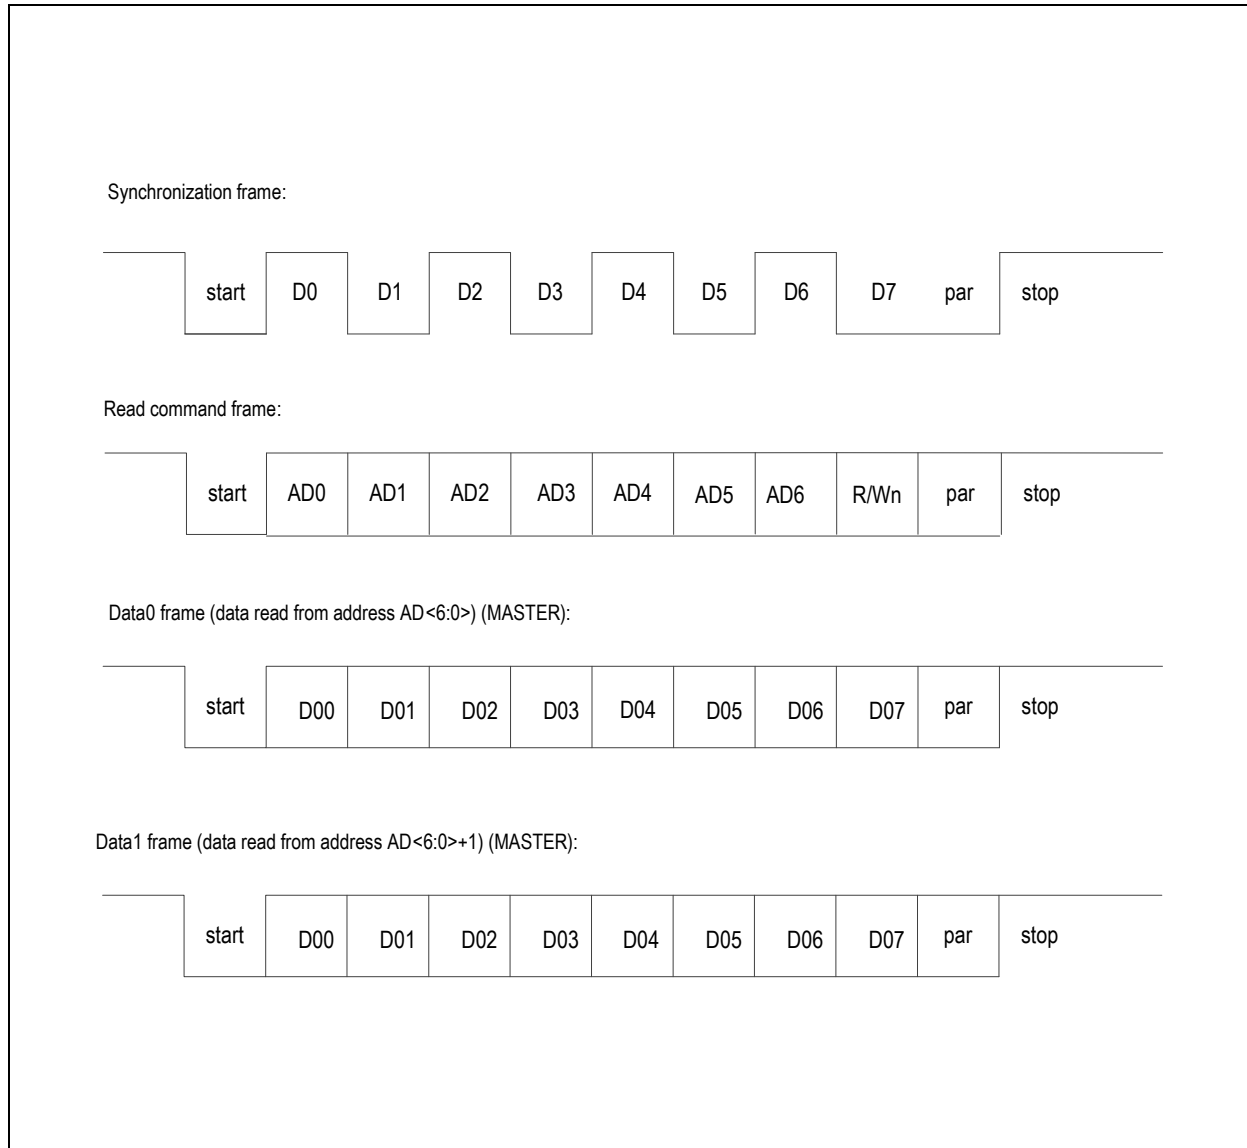 Synchronization frame:
start D0 D1 D2 D3 D4 D5 D6 D7 par stop
Read command frame:
start AD0 AD1 AD2 AD3 AD4 AD5 AD6 R/Wn par stop
Data0 frame (data read from address AD<6:0>) (MASTER):
start D00 D01 D02 D03 D04 D05 D06 D07 par stop
Data1 frame (data read from address AD<6:0>+1) (MASTER):
start D00 D01 D02 D03 D04 D05 D06 D07 par stop